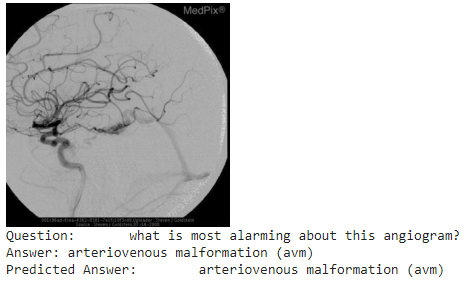 MedPix®
Question: what is most alarming about this angiogram?
Answer: arteriovenous malformation (avm)
Predicted Answer: arteriovenous malformation (avm)